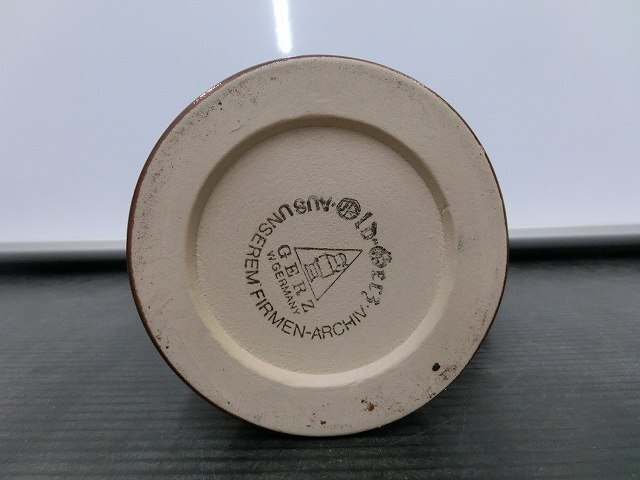 Old-Gerz
AUS UNSEREM FIRMEN-ARCHIV
GERZ
W.GERMANY